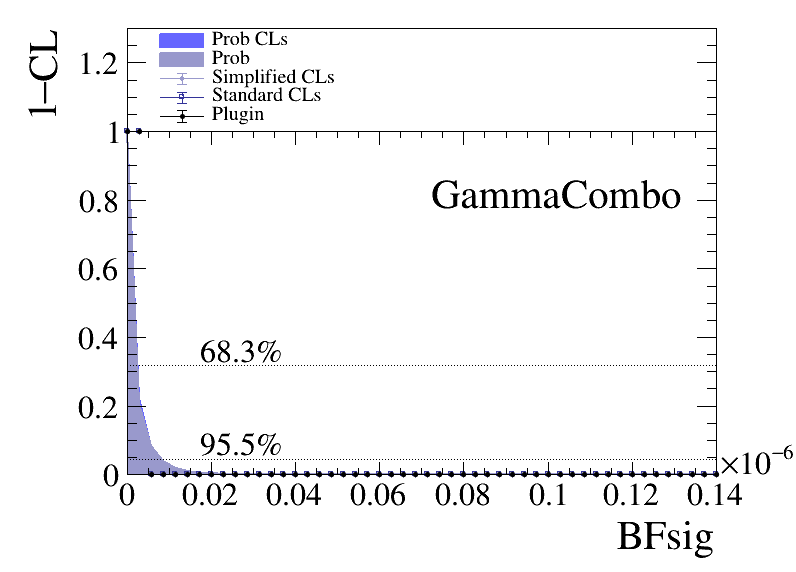 1–CL
Prob CLs
Prob
Simplified CLs
Standard CLs
Plugin
1.2
1
0.8
0.6
0.4
0.2
0
GammaCombo
68.3%
95.5%
0 0.02 0.04 0.06 0.08 0.1 0.12 0.14
×10⁻⁶
BFsig